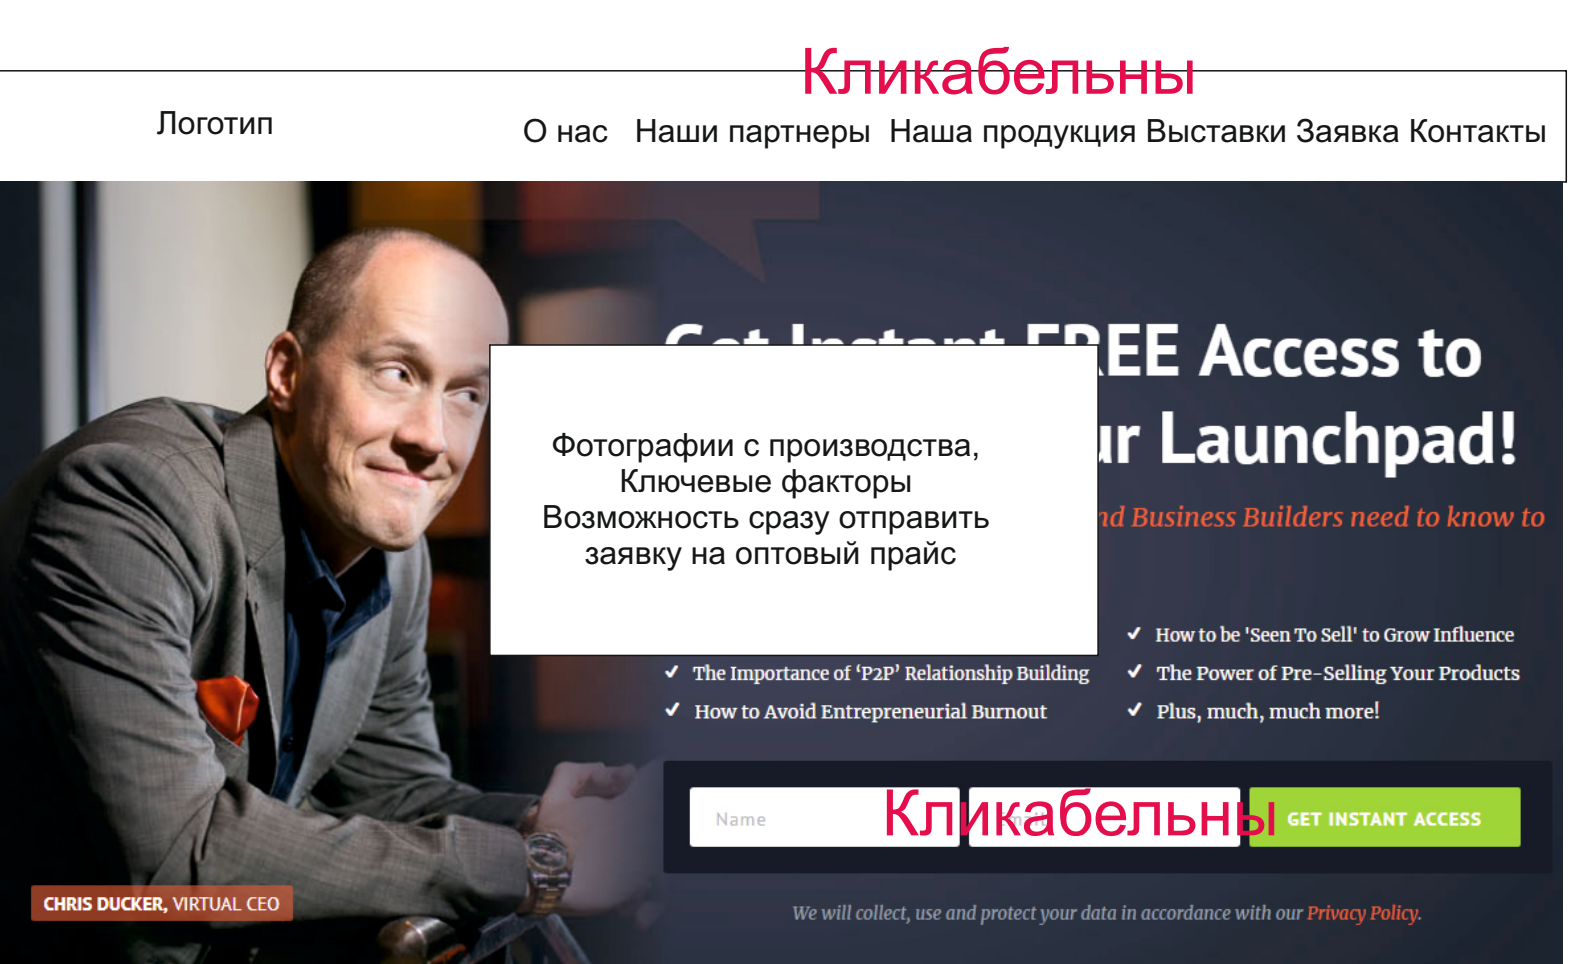 Кликабельны
Логотип
О нас Наши партнеры Наша продукция Выставки Заявка Контакты
Get Instant FREE Access to
ur Launchpad!
nd Business Builders need to know to
Фотографии с производства,
Ключевые факторы
Возможность сразу отправить
заявку на оптовый прайс
✔ How to be 'Seen To Sell' to Grow Influence
✔ The Importance of ‘P2P’ Relationship Building
✔ The Power of Pre-Selling Your Products
✔ How to Avoid Entrepreneurial Burnout
✔ Plus, much, much more!
Name
Кликабельны
GET INSTANT ACCESS
CHRIS DUCKER, VIRTUAL CEO
We will collect, use and protect your data in accordance with our Privacy Policy.